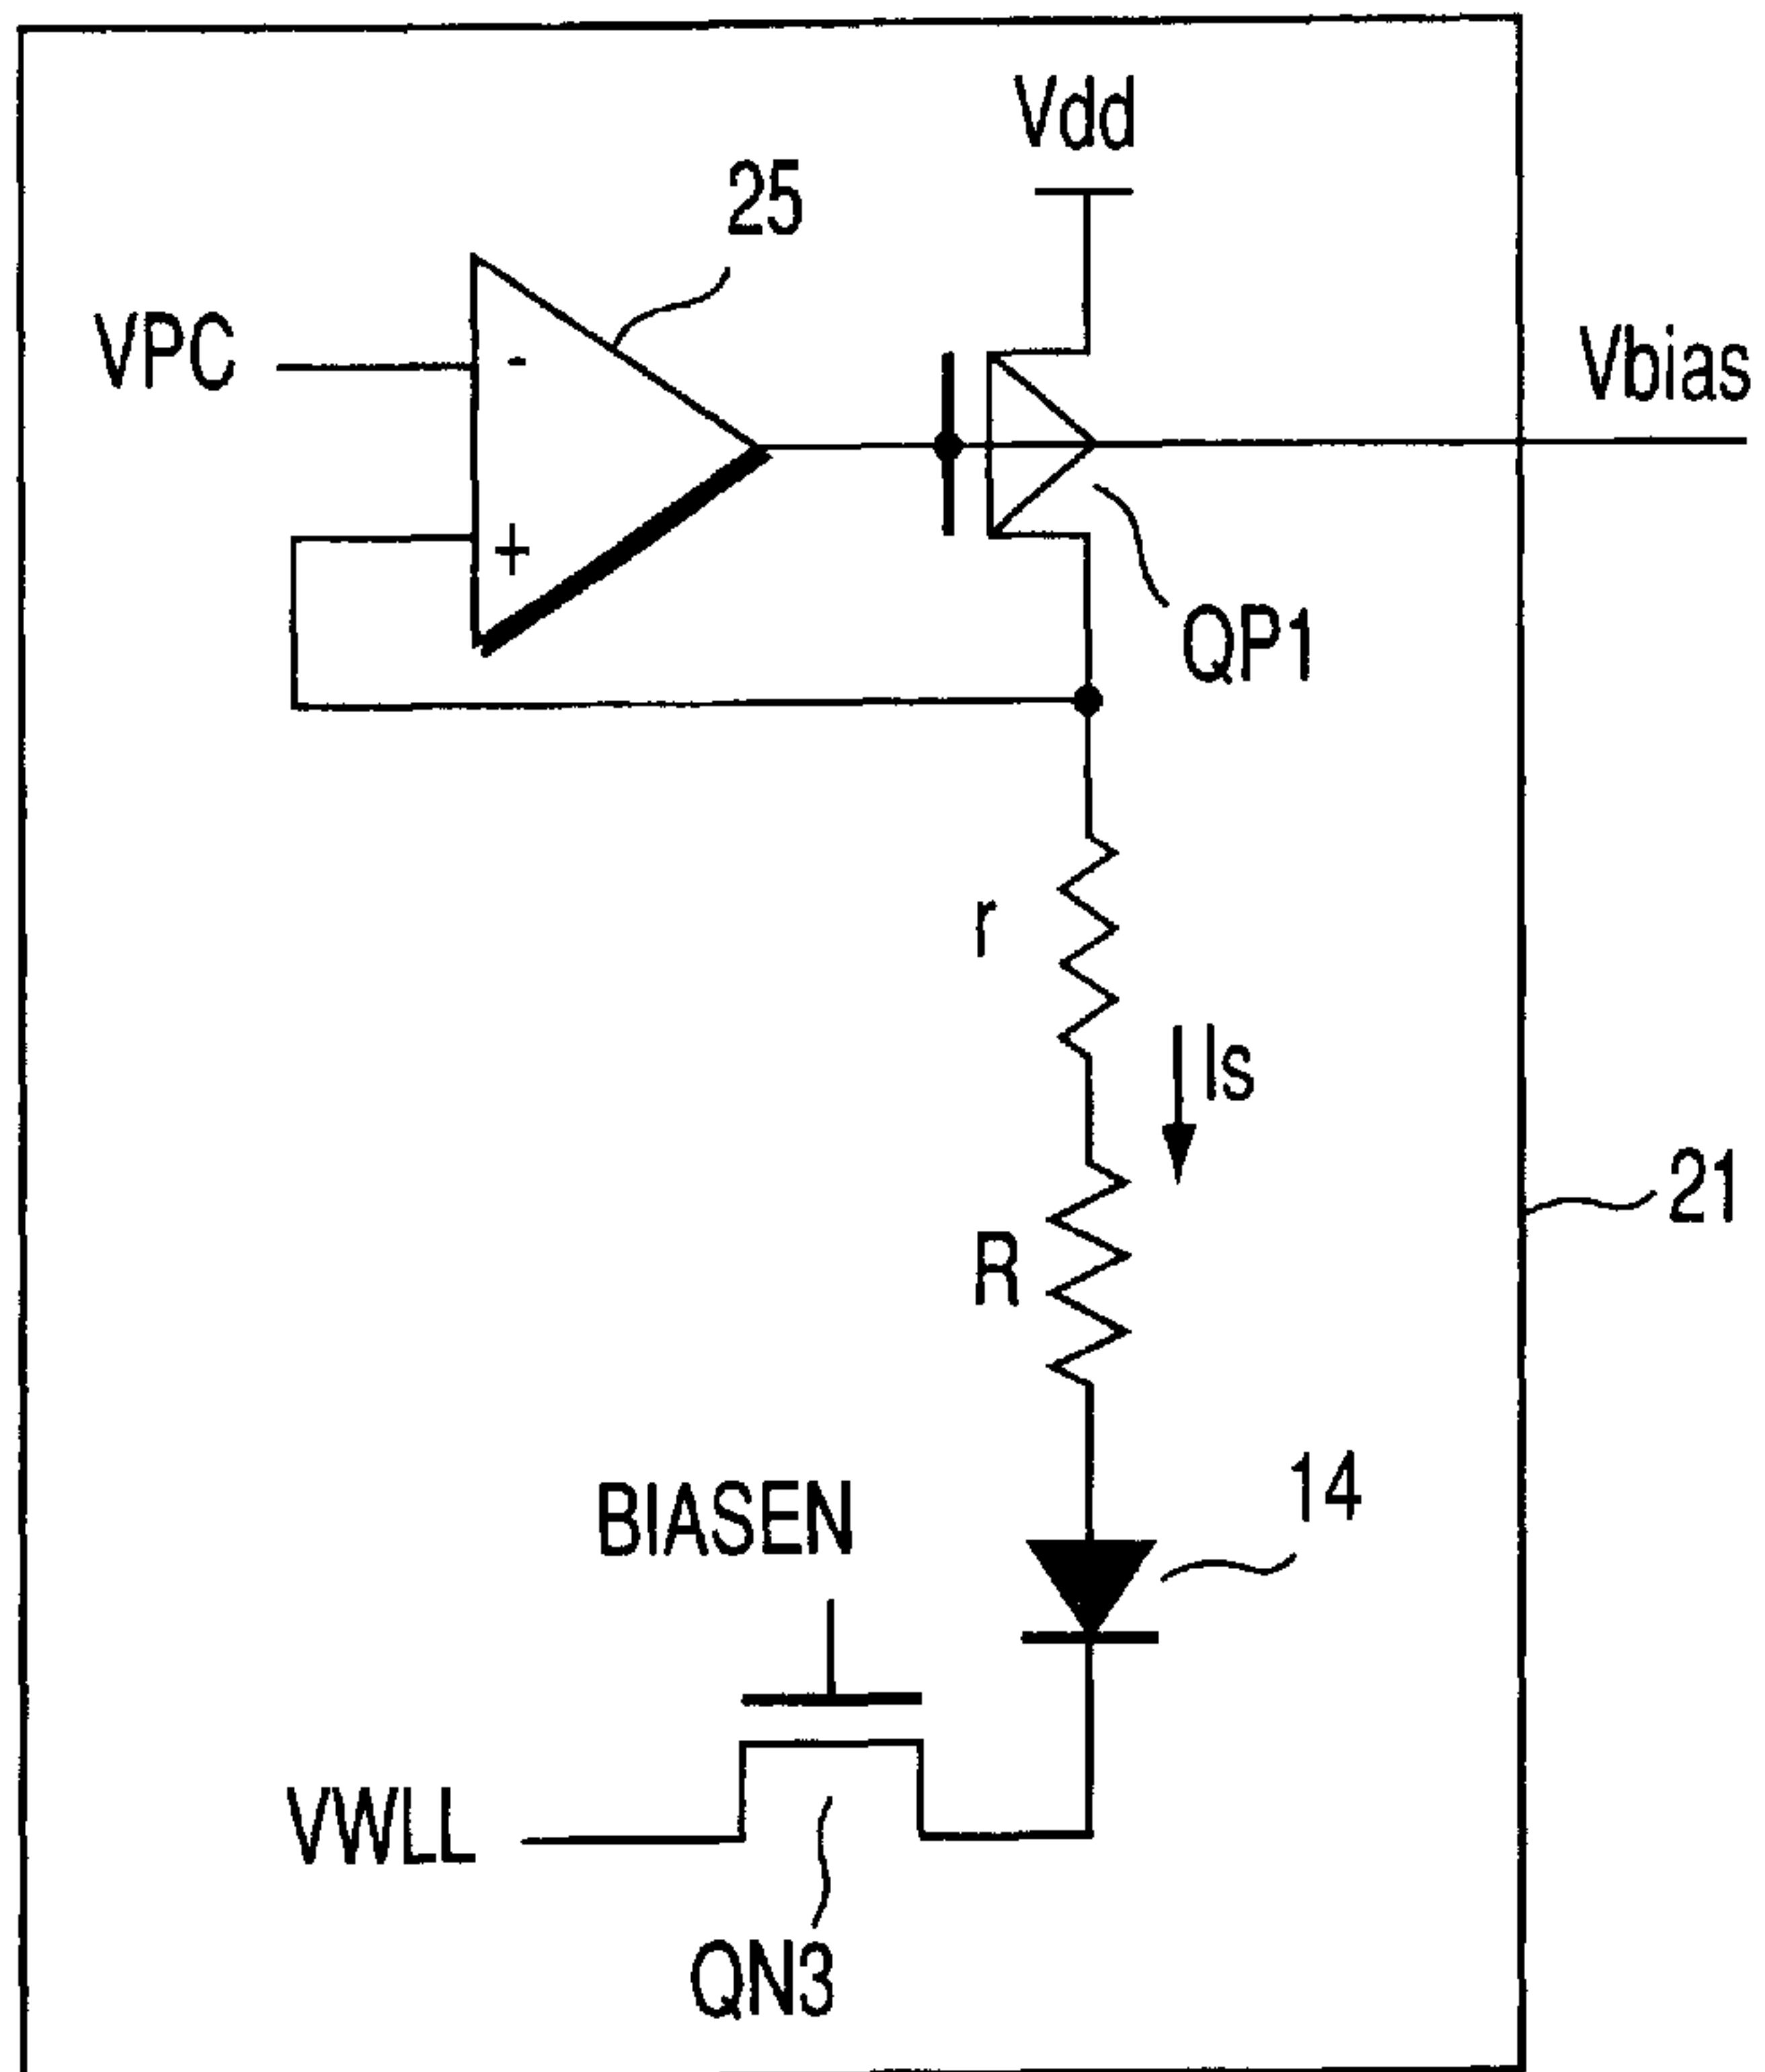 Vdd
25
VPC
-
Vbias
+
QP1
r
Is
21
R
14
BIASEN
VWLL
QN3